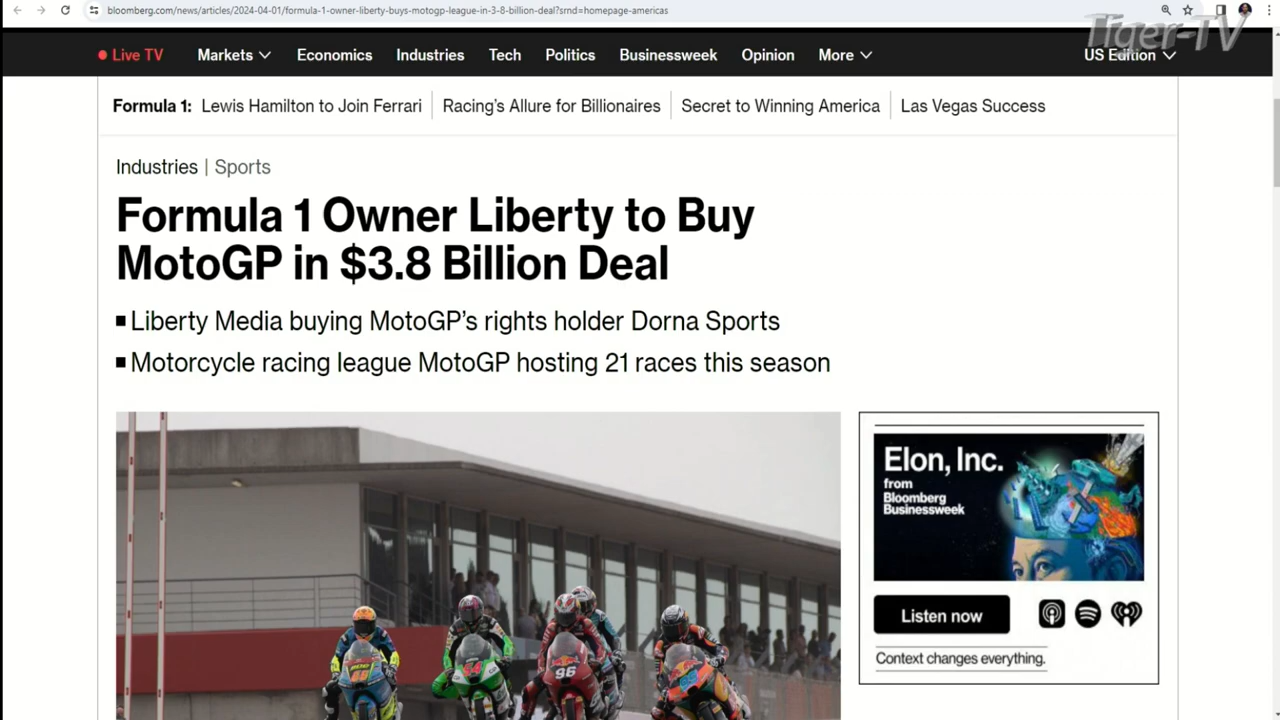 bloomberg.com/news/articles/2024-04-01/formula-1-owner-liberty-buys-motogp-league-in-3-8-billion-deal?srnd=homepage-americas
Tiger-TV
Live TV Markets Economics Industries Tech Politics Businessweek Opinion More US Edition
Formula 1: Lewis Hamilton to Join Ferrari Racing's Allure for Billionaires Secret to Winning America Las Vegas Success
Industries | Sports
Formula 1 Owner Liberty to Buy
MotoGP in $3.8 Billion Deal
Liberty Media buying MotoGP's rights holder Dorna Sports
Motorcycle racing league MotoGP hosting 21 races this season
Elon, Inc.
from
Bloomberg
Businessweek
Listen now
Context changes everything.
96